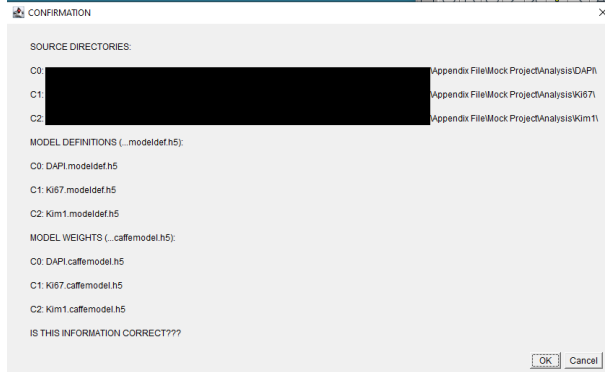 CONFIRMATION
SOURCE DIRECTORIES:
C0: \Appendix File\Mock Project\Analysis\DAPI\
C1: \Appendix File\Mock Project\Analysis\Ki67\
C2: \Appendix File\Mock Project\Analysis\Kim1\
MODEL DEFINITIONS (...modeldef.h5):
C0: DAPI.modeldef.h5
C1: Ki67.modeldef.h5
C2: Kim1.modeldef.h5
MODEL WEIGHTS (...caffemodel.h5):
C0: DAPI.caffemodel.h5
C1: Ki67.caffemodel.h5
C2: Kim1.caffemodel.h5
IS THIS INFORMATION CORRECT???
OK Cancel